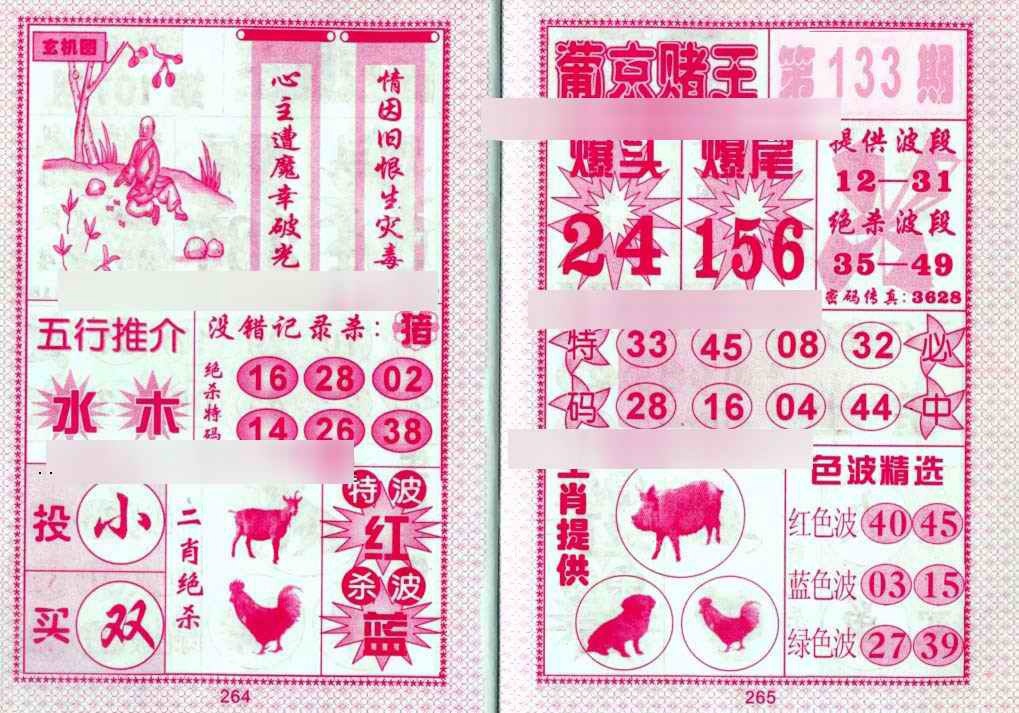 玄机图
心主遭魔幸破光
情因旧恨生灾毒
五行推介
水 木
没错记录杀：猪
绝杀特码
16 28 02
14 26 38
投 小
买 双
二肖绝杀
特波
红
杀波
蓝
264
葡京赌王
第133期
爆头
24
爆尾
156
提供波段
12—31
绝杀波段
35—49
密码传真：3628
特码
33 45 08 32
28 16 04 44
必中
肖提供
色波精选
红色波 40 45
蓝色波 03 15
绿色波 27 39
265